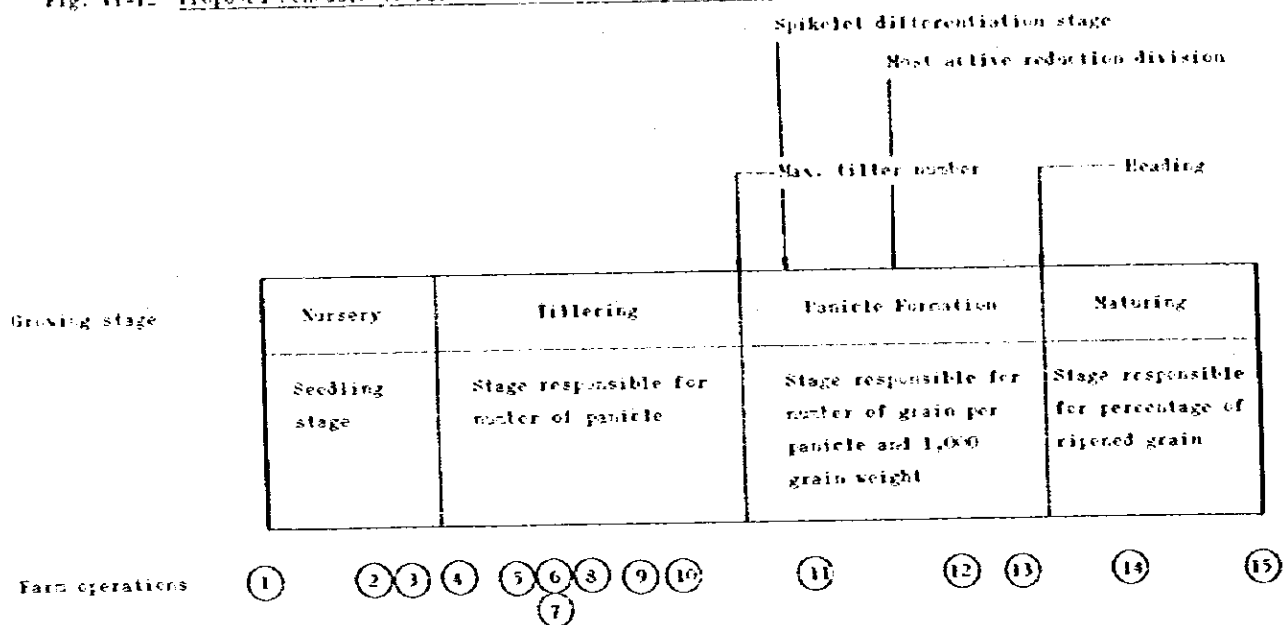 Spikelet differentiation stage
Most active reduction division
Max. tiller number
Heading
Growing stage
Nursery
Tillering
Panicle Formation
Maturing
Seedling
stage
Stage responsible for
number of panicle
Stage responsible for
number of grain per
panicle and 1,000
grain weight
Stage responsible
for percentage of
ripened grain
Farm operations
1 2 3 4 5 6 8 9 10 11 12 13 14 15
7